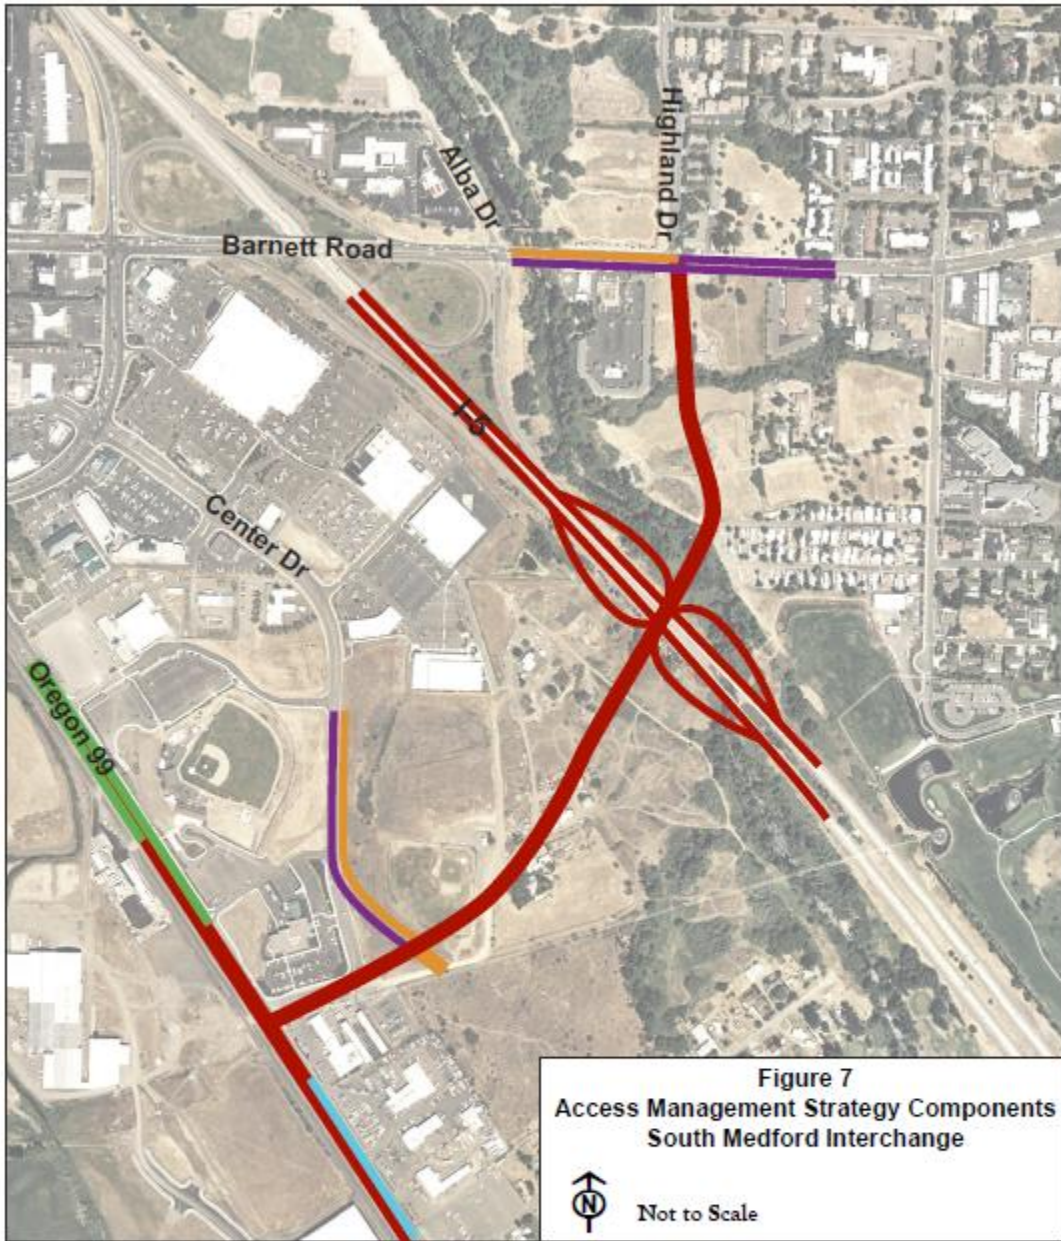 Highland Dr
Alba Dr
Barnett Road
I-5
Center Dr
Oregon 99
Figure 7
Access Management Strategy Components
South Medford Interchange
N
Not to Scale